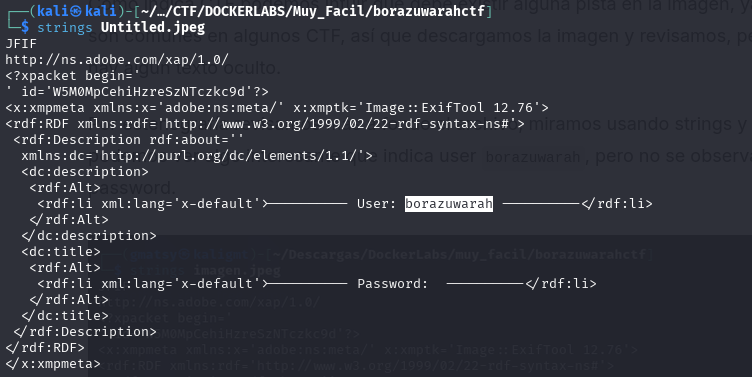 ┌──(kali㉿kali)-[~/…/CTF/DOCKERLABS/Muy_Facil/borazuwarahctf]
└─$ strings Untitled.jpeg
JFIF
http://ns.adobe.com/xap/1.0/
<?xpacket begin='
' id='W5M0MpCehiHzreSzNTczkc9d'?>
<x:xmpmeta xmlns:x='adobe:ns:meta/' x:xmptk='Image::ExifTool 12.76'>
<rdf:RDF xmlns:rdf='http://www.w3.org/1999/02/22-rdf-syntax-ns#'>
 <rdf:Description rdf:about=''
  xmlns:dc='http://purl.org/dc/elements/1.1/'>
  <dc:description>
   <rdf:Alt>
    <rdf:li xml:lang='x-default'>---------- User: borazuwarah ----------</rdf:li>
   </rdf:Alt>
  </dc:description>
  <dc:title>
   <rdf:Alt>
    <rdf:li xml:lang='x-default'>---------- Password:  ----------</rdf:li>
   </rdf:Alt>
  </dc:title>
 </rdf:Description>
</rdf:RDF>
</x:xmpmeta>